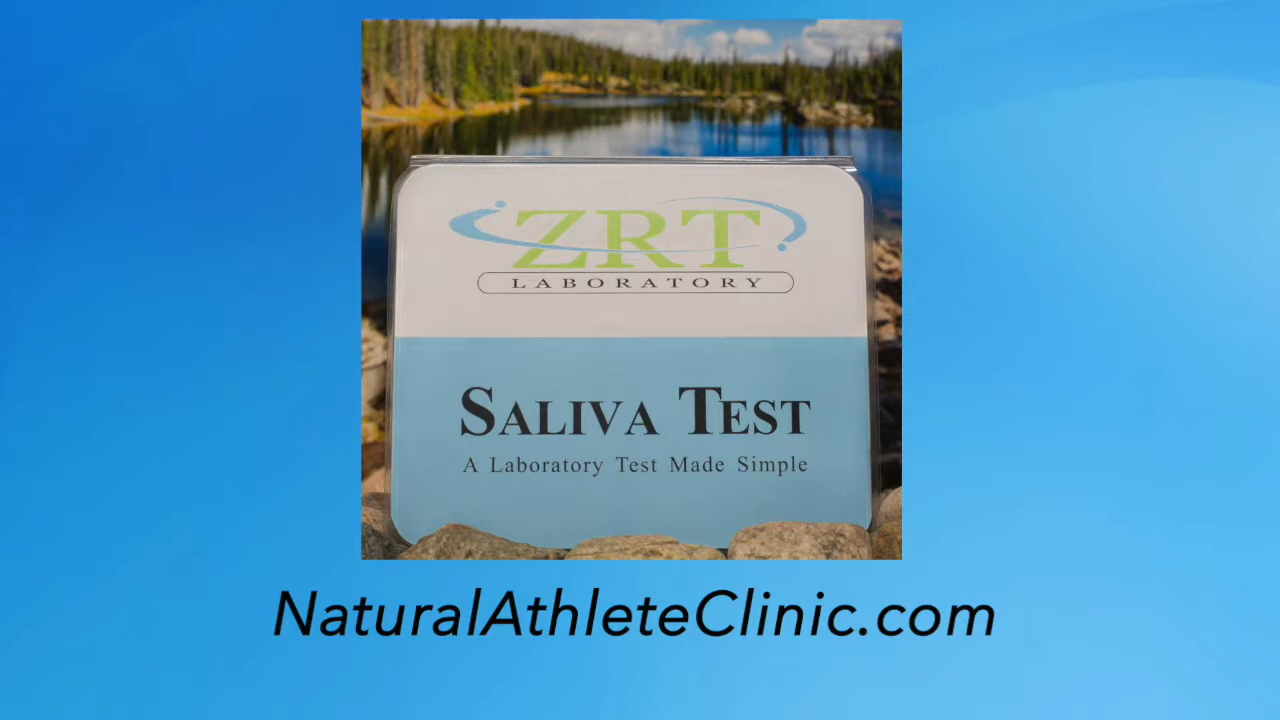 ZRT
LABORATORY
SALIVA TEST
A Laboratory Test Made Simple
NaturalAthleteClinic.com